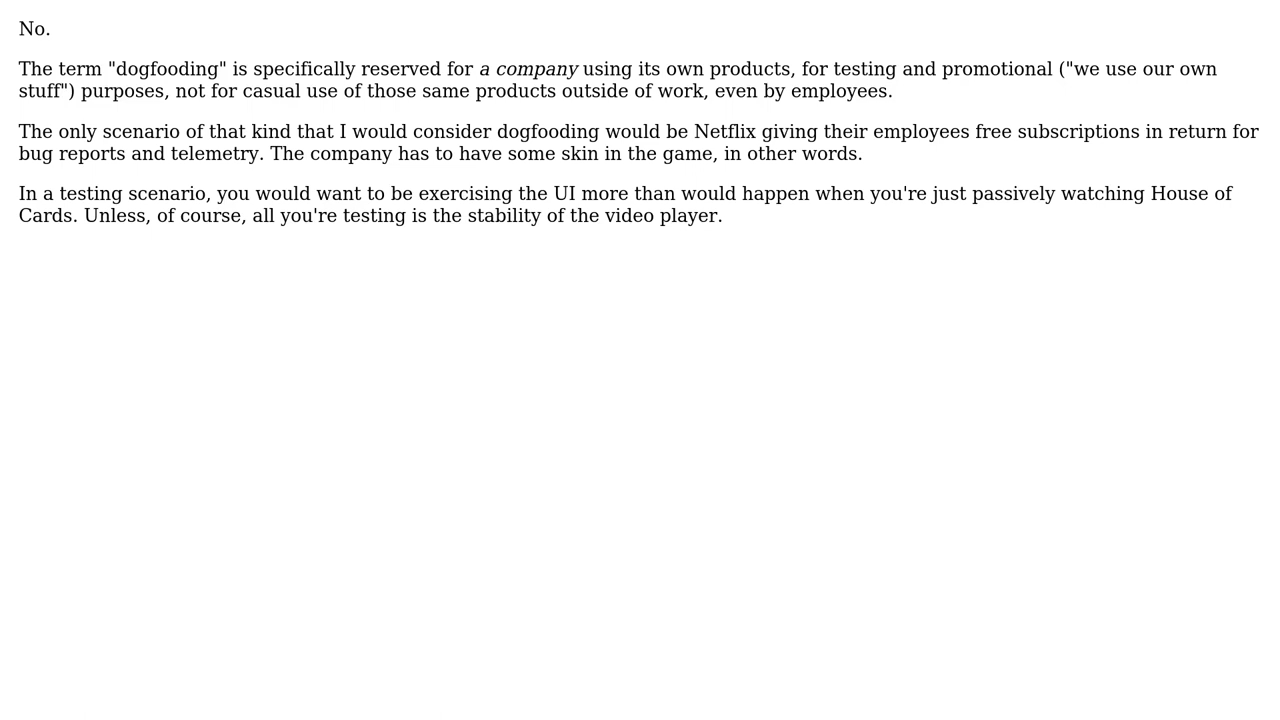 No.
The term "dogfooding" is specifically reserved for a company using its own products, for testing and promotional ("we use our own
stuff") purposes, not for casual use of those same products outside of work, even by employees.
The only scenario of that kind that I would consider dogfooding would be Netflix giving their employees free subscriptions in return for
bug reports and telemetry. The company has to have some skin in the game, in other words.
In a testing scenario, you would want to be exercising the UI more than would happen when you're just passively watching House of
Cards. Unless, of course, all you're testing is the stability of the video player.